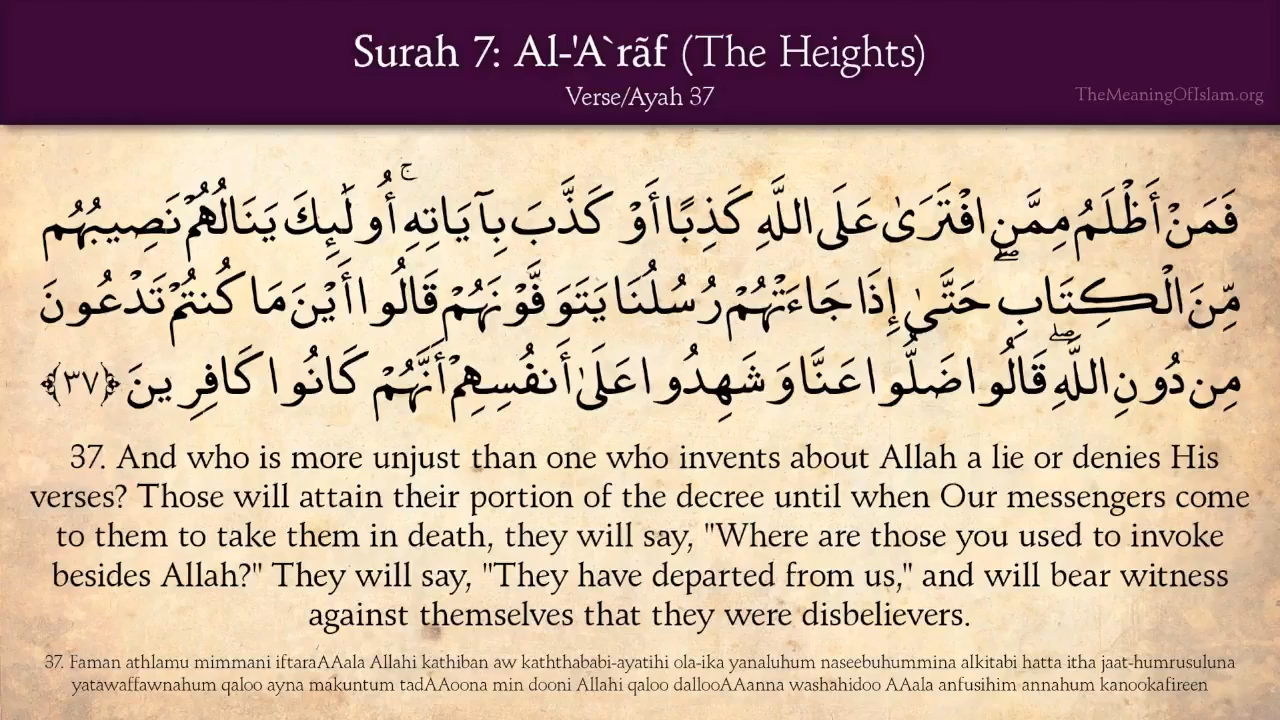 Surah 7: Al-'A`rãf (The Heights)
Verse/Ayah 37
TheMeaningOfIslam.org
فَمَنْ أَظْلَمُ مِمَّنِ افْتَرَىٰ عَلَى اللَّهِ كَذِبًا أَوْ كَذَّبَ بِآيَاتِهِ ۚ أُولَٰئِكَ يَنَالُهُمْ نَصِيبُهُم
مِّنَ الْكِتَابِ ۖ حَتَّىٰ إِذَا جَاءَتْهُمْ رُسُلُنَا يَتَوَفَّوْنَهُمْ قَالُوا أَيْنَ مَا كُنتُمْ تَدْعُونَ
مِن دُونِ اللَّهِ ۖ قَالُوا ضَلُّوا عَنَّا وَشَهِدُوا عَلَىٰ أَنفُسِهِمْ أَنَّهُمْ كَانُوا كَافِرِينَ ﴿٣٧﴾
37. And who is more unjust than one who invents about Allah a lie or denies His
verses? Those will attain their portion of the decree until when Our messengers come
to them to take them in death, they will say, "Where are those you used to invoke
besides Allah?" They will say, "They have departed from us," and will bear witness
against themselves that they were disbelievers.
37. Faman athlamu mimmani iftaraAAala Allahi kathiban aw kaththababi-ayatihi ola-ika yanaluhum naseebuhummina alkitabi hatta itha jaat-humrusuluna
yatawaffawnahum qaloo ayna makuntum tadAAoona min dooni Allahi qaloo dallooAAanna washahidoo AAala anfusihim annahum kanookafireen